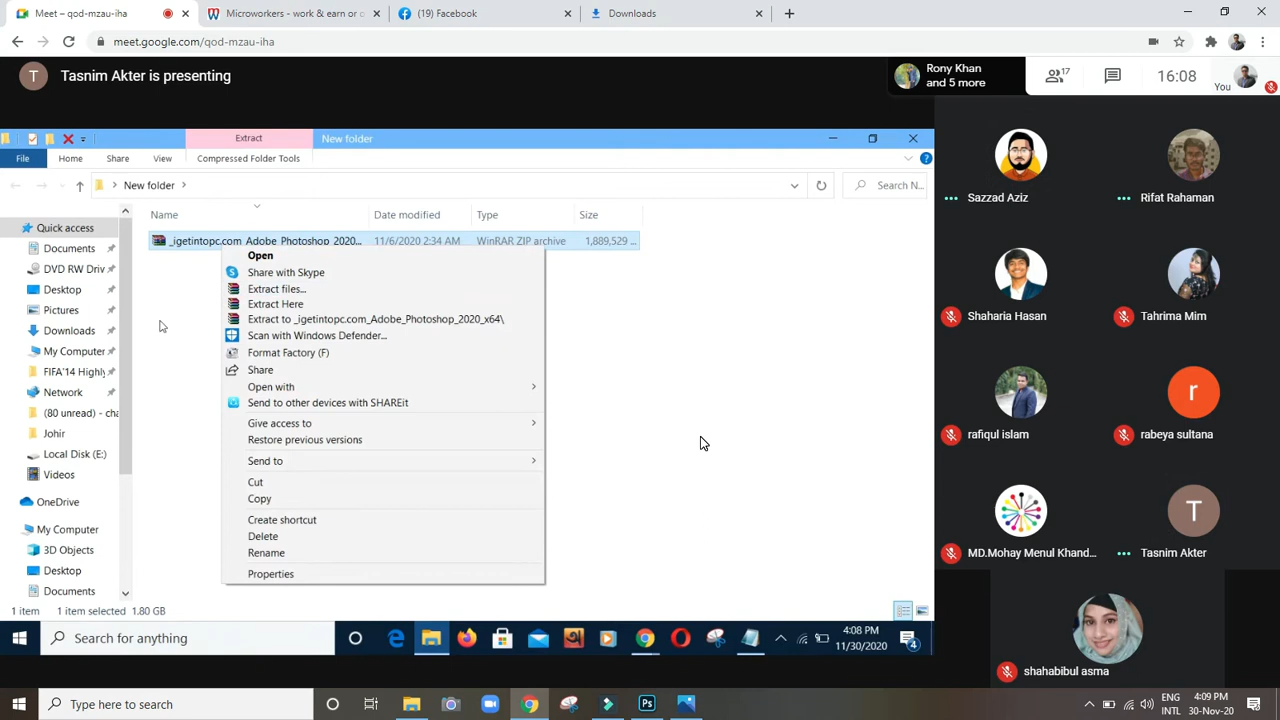 Meet – qod-mzau-iha
Microworkers - work & earn or o
(19) Facebook
Downloads
meet.google.com/qod-mzau-iha
T
Tasnim Akter is presenting
Rony Khan
and 5 more
17
16:08
You
Extract
New folder
File
Home
Share
View
Compressed Folder Tools
New folder
Search N...
Name
Date modified
Type
Size
_igetintopc.com_Adobe_Photoshop_2020...
11/6/2020 2:34 AM
WinRAR ZIP archive
1,889,529 ...
Quick access
Documents
DVD RW Driv
Desktop
Pictures
Downloads
My Computer
FIFA'14 Highly
Network
(80 unread) - cha
Johir
Local Disk (E:)
Videos
OneDrive
My Computer
3D Objects
Desktop
Documents
Open
Share with Skype
Extract files...
Extract Here
Extract to _igetintopc.com_Adobe_Photoshop_2020_x64\
Scan with Windows Defender...
Format Factory (F)
Share
Open with
Send to other devices with SHAREit
Give access to
Restore previous versions
Send to
Cut
Copy
Create shortcut
Delete
Rename
Properties
1 item
1 item selected 1.80 GB
Search for anything
4:08 PM
11/30/2020
4
Sazzad Aziz
Rifat Rahaman
Shaharia Hasan
Tahrima Mim
r
rafiqul islam
rabeya sultana
T
MD.Mohay Menul Khand...
Tasnim Akter
shahabibul asma
Type here to search
Ps
ENG
INTL
4:09 PM
30-Nov-20